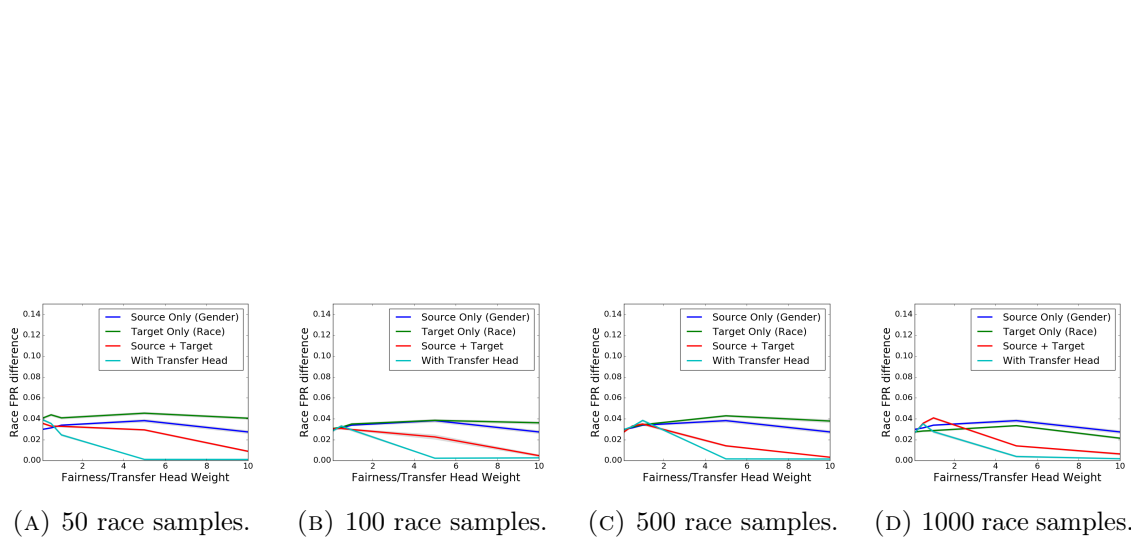 Race FPR difference
0.14
0.12
0.10
0.08
0.06
0.04
0.02
0.00
Source Only (Gender)
Target Only (Race)
Source + Target
With Transfer Head
2 4 6 8 10
Fairness/Transfer Head Weight
(A) 50 race samples.
Race FPR difference
0.14
0.12
0.10
0.08
0.06
0.04
0.02
0.00
Source Only (Gender)
Target Only (Race)
Source + Target
With Transfer Head
2 4 6 8 10
Fairness/Transfer Head Weight
(B) 100 race samples.
Race FPR difference
0.14
0.12
0.10
0.08
0.06
0.04
0.02
0.00
Source Only (Gender)
Target Only (Race)
Source + Target
With Transfer Head
2 4 6 8 10
Fairness/Transfer Head Weight
(C) 500 race samples.
Race FPR difference
0.14
0.12
0.10
0.08
0.06
0.04
0.02
0.00
Source Only (Gender)
Target Only (Race)
Source + Target
With Transfer Head
2 4 6 8 10
Fairness/Transfer Head Weight
(D) 1000 race samples.